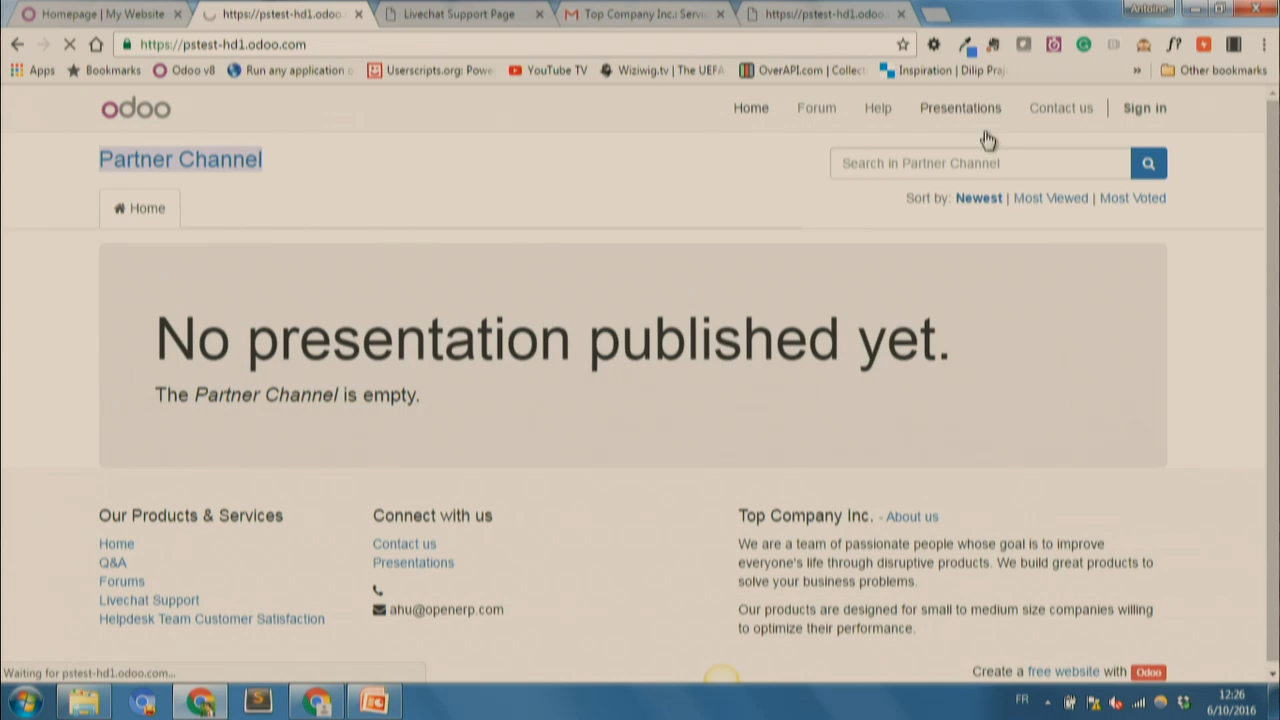 Homepage | My Website
https://pstest-hd1.odoo.
Livechat Support Page
Top Company Inc.: Servi
https://pstest-hd1.odoo.
Antoine
https://pstest-hd1.odoo.com
f?
Apps
Bookmarks
Odoo v8
Run any application
Userscripts.org: Powe
YouTube TV
Wiziwig.tv | The UEFA
OverAPI.com | Collect
Inspiration | Dilip Praj
»
Other bookmarks
odoo
Home
Forum
Help
Presentations
Contact us
Sign in
Partner Channel
Search in Partner Channel
Home
Sort by: Newest | Most Viewed | Most Voted
No presentation published yet.
The Partner Channel is empty.
Our Products & Services
Home
Q&A
Forums
Livechat Support
Helpdesk Team Customer Satisfaction
Connect with us
Contact us
Presentations
ahu@openerp.com
Top Company Inc. - About us
We are a team of passionate people whose goal is to improve
everyone's life through disruptive products. We build great products to
solve your business problems.
Our products are designed for small to medium size companies willing
to optimize their performance.
Create a free website with Odoo
Waiting for pstest-hd1.odoo.com...
FR
12:26
6/10/2016